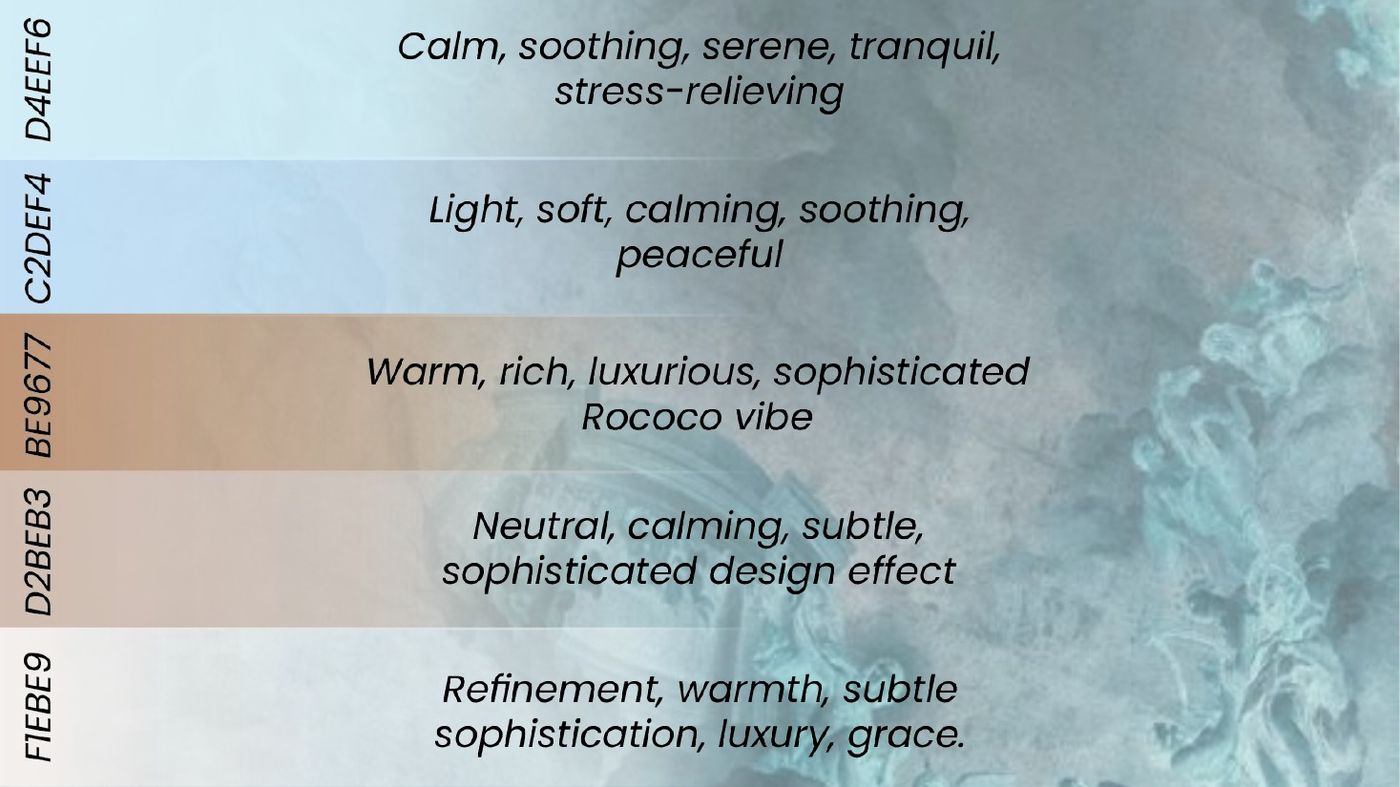 D4EEF6
Calm, soothing, serene, tranquil,
stress-relieving
C2DEF4
Light, soft, calming, soothing,
peaceful
BE9677
Warm, rich, luxurious, sophisticated
Rococo vibe
D2BEB3
Neutral, calming, subtle,
sophisticated design effect
F1EBE9
Refinement, warmth, subtle
sophistication, luxury, grace.